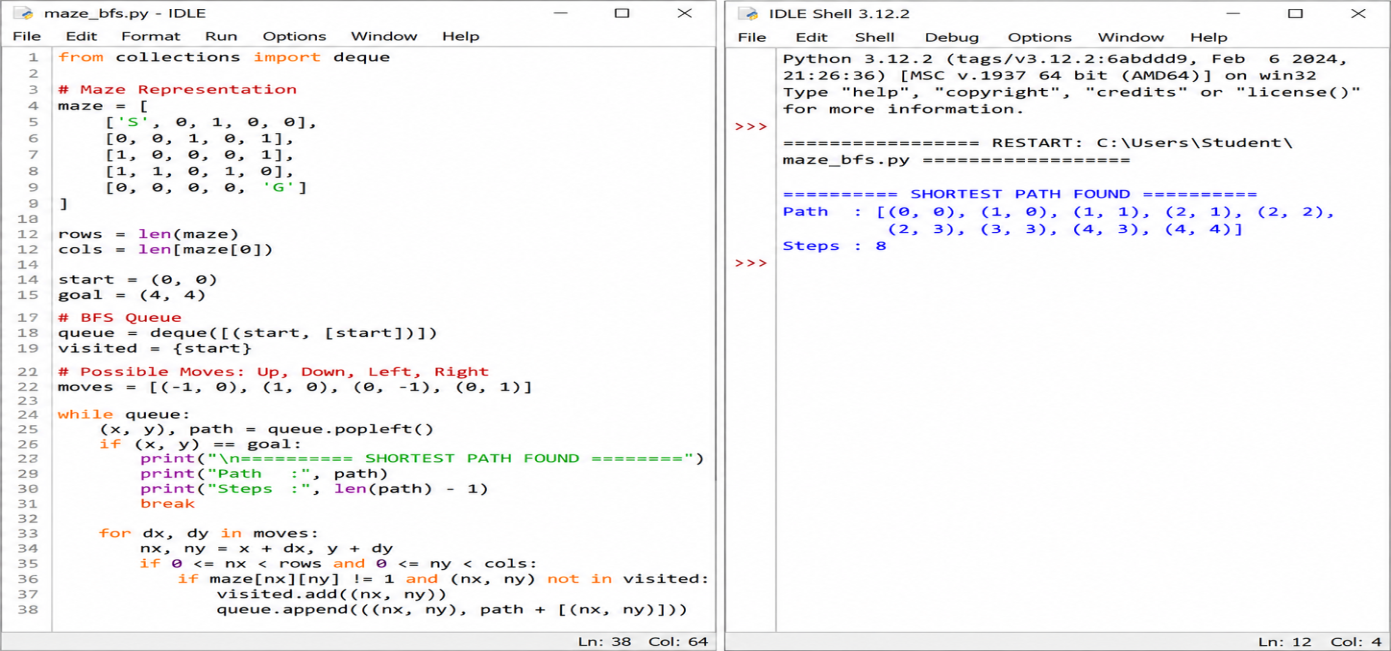 maze_bfs.py - IDLE
File Edit Format Run Options Window Help
1 from collections import deque
2
3 # Maze Representation
4 maze = [
5 ['S', 0, 1, 0, 0],
6 [0, 0, 1, 0, 1],
7 [1, 0, 0, 0, 1],
8 [1, 1, 0, 1, 0],
9 [0, 0, 0, 0, 'G']
9 ]
10
12 rows = len(maze)
12 cols = len[maze[0])
14
14 start = (0, 0)
15 goal = (4, 4)
17 # BFS Queue
18 queue = deque([(start, [start])])
19 visited = {start}
21 # Possible Moves: Up, Down, Left, Right
22 moves = [(-1, 0), (1, 0), (0, -1), (0, 1)]
23
24 while queue:
25 (x, y), path = queue.popleft()
26 if (x, y) == goal:
23 print("\n========== SHORTEST PATH FOUND ========")
29 print("Path :", path)
30 print("Steps :", len(path) - 1)
31 break
32
33 for dx, dy in moves:
34 nx, ny = x + dx, y + dy
35 if 0 <= nx < rows and 0 <= ny < cols:
36 if maze[nx][ny] != 1 and (nx, ny) not in visited:
37 visited.add((nx, ny))
38 queue.append(((nx, ny), path + [(nx, ny)]))
Ln: 38 Col: 64
IDLE Shell 3.12.2
File Edit Shell Debug Options Window Help
Python 3.12.2 (tags/v3.12.2:6abddd9, Feb 6 2024,
21:26:36) [MSC v.1937 64 bit (AMD64)] on win32
Type "help", "copyright", "credits" or "license()"
for more information.
>>>
================= RESTART: C:\Users\Student\
maze_bfs.py ==================
========== SHORTEST PATH FOUND ==========
Path : [(0, 0), (1, 0), (1, 1), (2, 1), (2, 2),
(2, 3), (3, 3), (4, 3), (4, 4)]
Steps : 8
>>>
Ln: 12 Col: 4